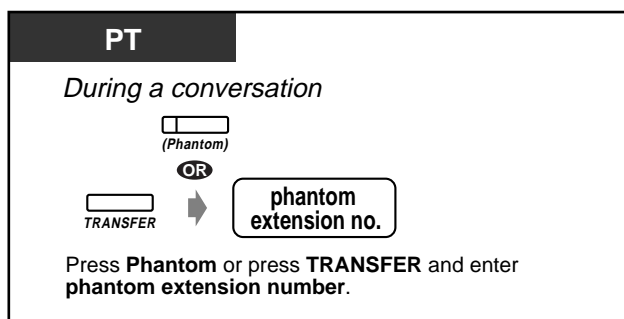 PT
During a conversation
(Phantom)
OR
TRANSFER
phantom
extension no.
Press Phantom or press TRANSFER and enter
phantom extension number.